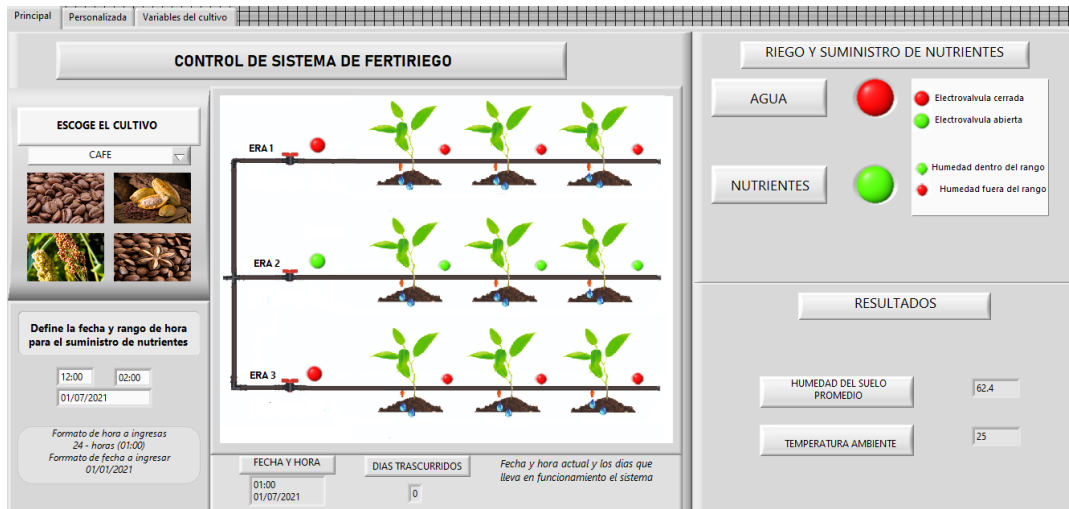 Principal
Personalizada
Variables del cultivo
CONTROL DE SISTEMA DE FERTIRIEGO
ESCOGE EL CULTIVO
CAFE
Define la fecha y rango de hora
para el suministro de nutrientes
12:00
02:00
01/07/2021
Formato de hora a ingresas
24 - horas (01:00)
Formato de fecha a ingresar
01/01/2021
ERA 1
ERA 2
ERA 3
FECHA Y HORA
01:00
01/07/2021
DIAS TRASCURRIDOS
0
Fecha y hora actual y los dias que
lleva en funcionamiento el sistema
RIEGO Y SUMINISTRO DE NUTRIENTES
AGUA
NUTRIENTES
Electrovalvula cerrada
Electrovalvula abierta
Humedad dentro del rango
Humedad fuera del rango
RESULTADOS
HUMEDAD DEL SUELO
PROMEDIO
62.4
TEMPERATURA AMBIENTE
25